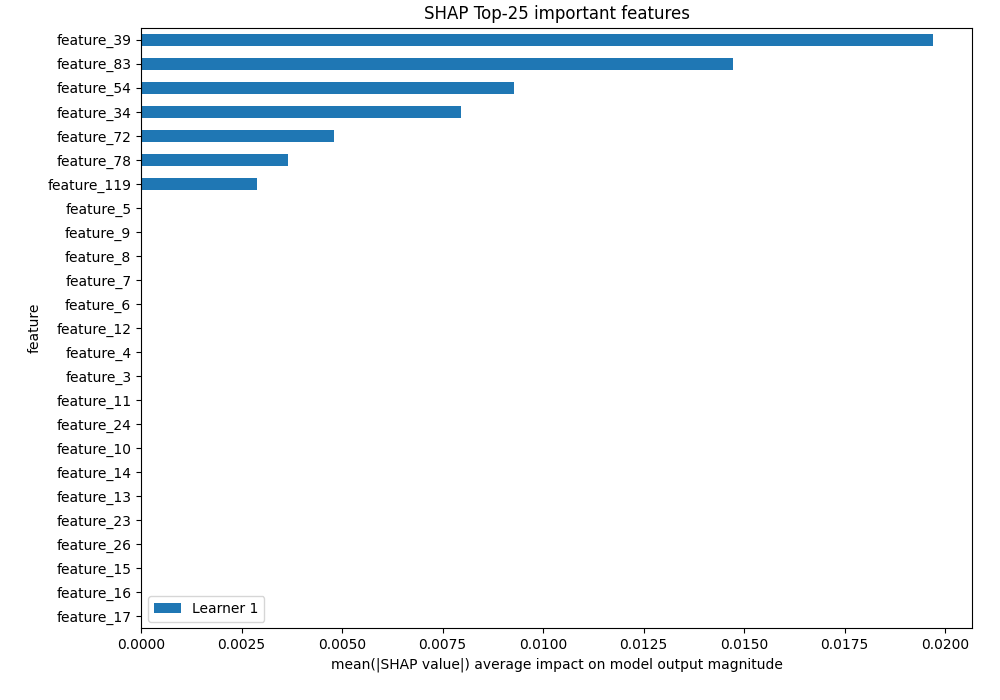 SHAP Top-25 important features
feature_39
feature_83
feature_54
feature_34
feature_72
feature_78
feature_119
feature_5
feature_9
feature_8
feature_7
feature_6
feature_12
feature_4
feature_3
feature_11
feature_24
feature_10
feature_14
feature_13
feature_23
feature_26
feature_15
feature_16
feature_17
feature
Learner 1
0.0000 0.0025 0.0050 0.0075 0.0100 0.0125 0.0150 0.0175 0.0200
mean(|SHAP value|) average impact on model output magnitude